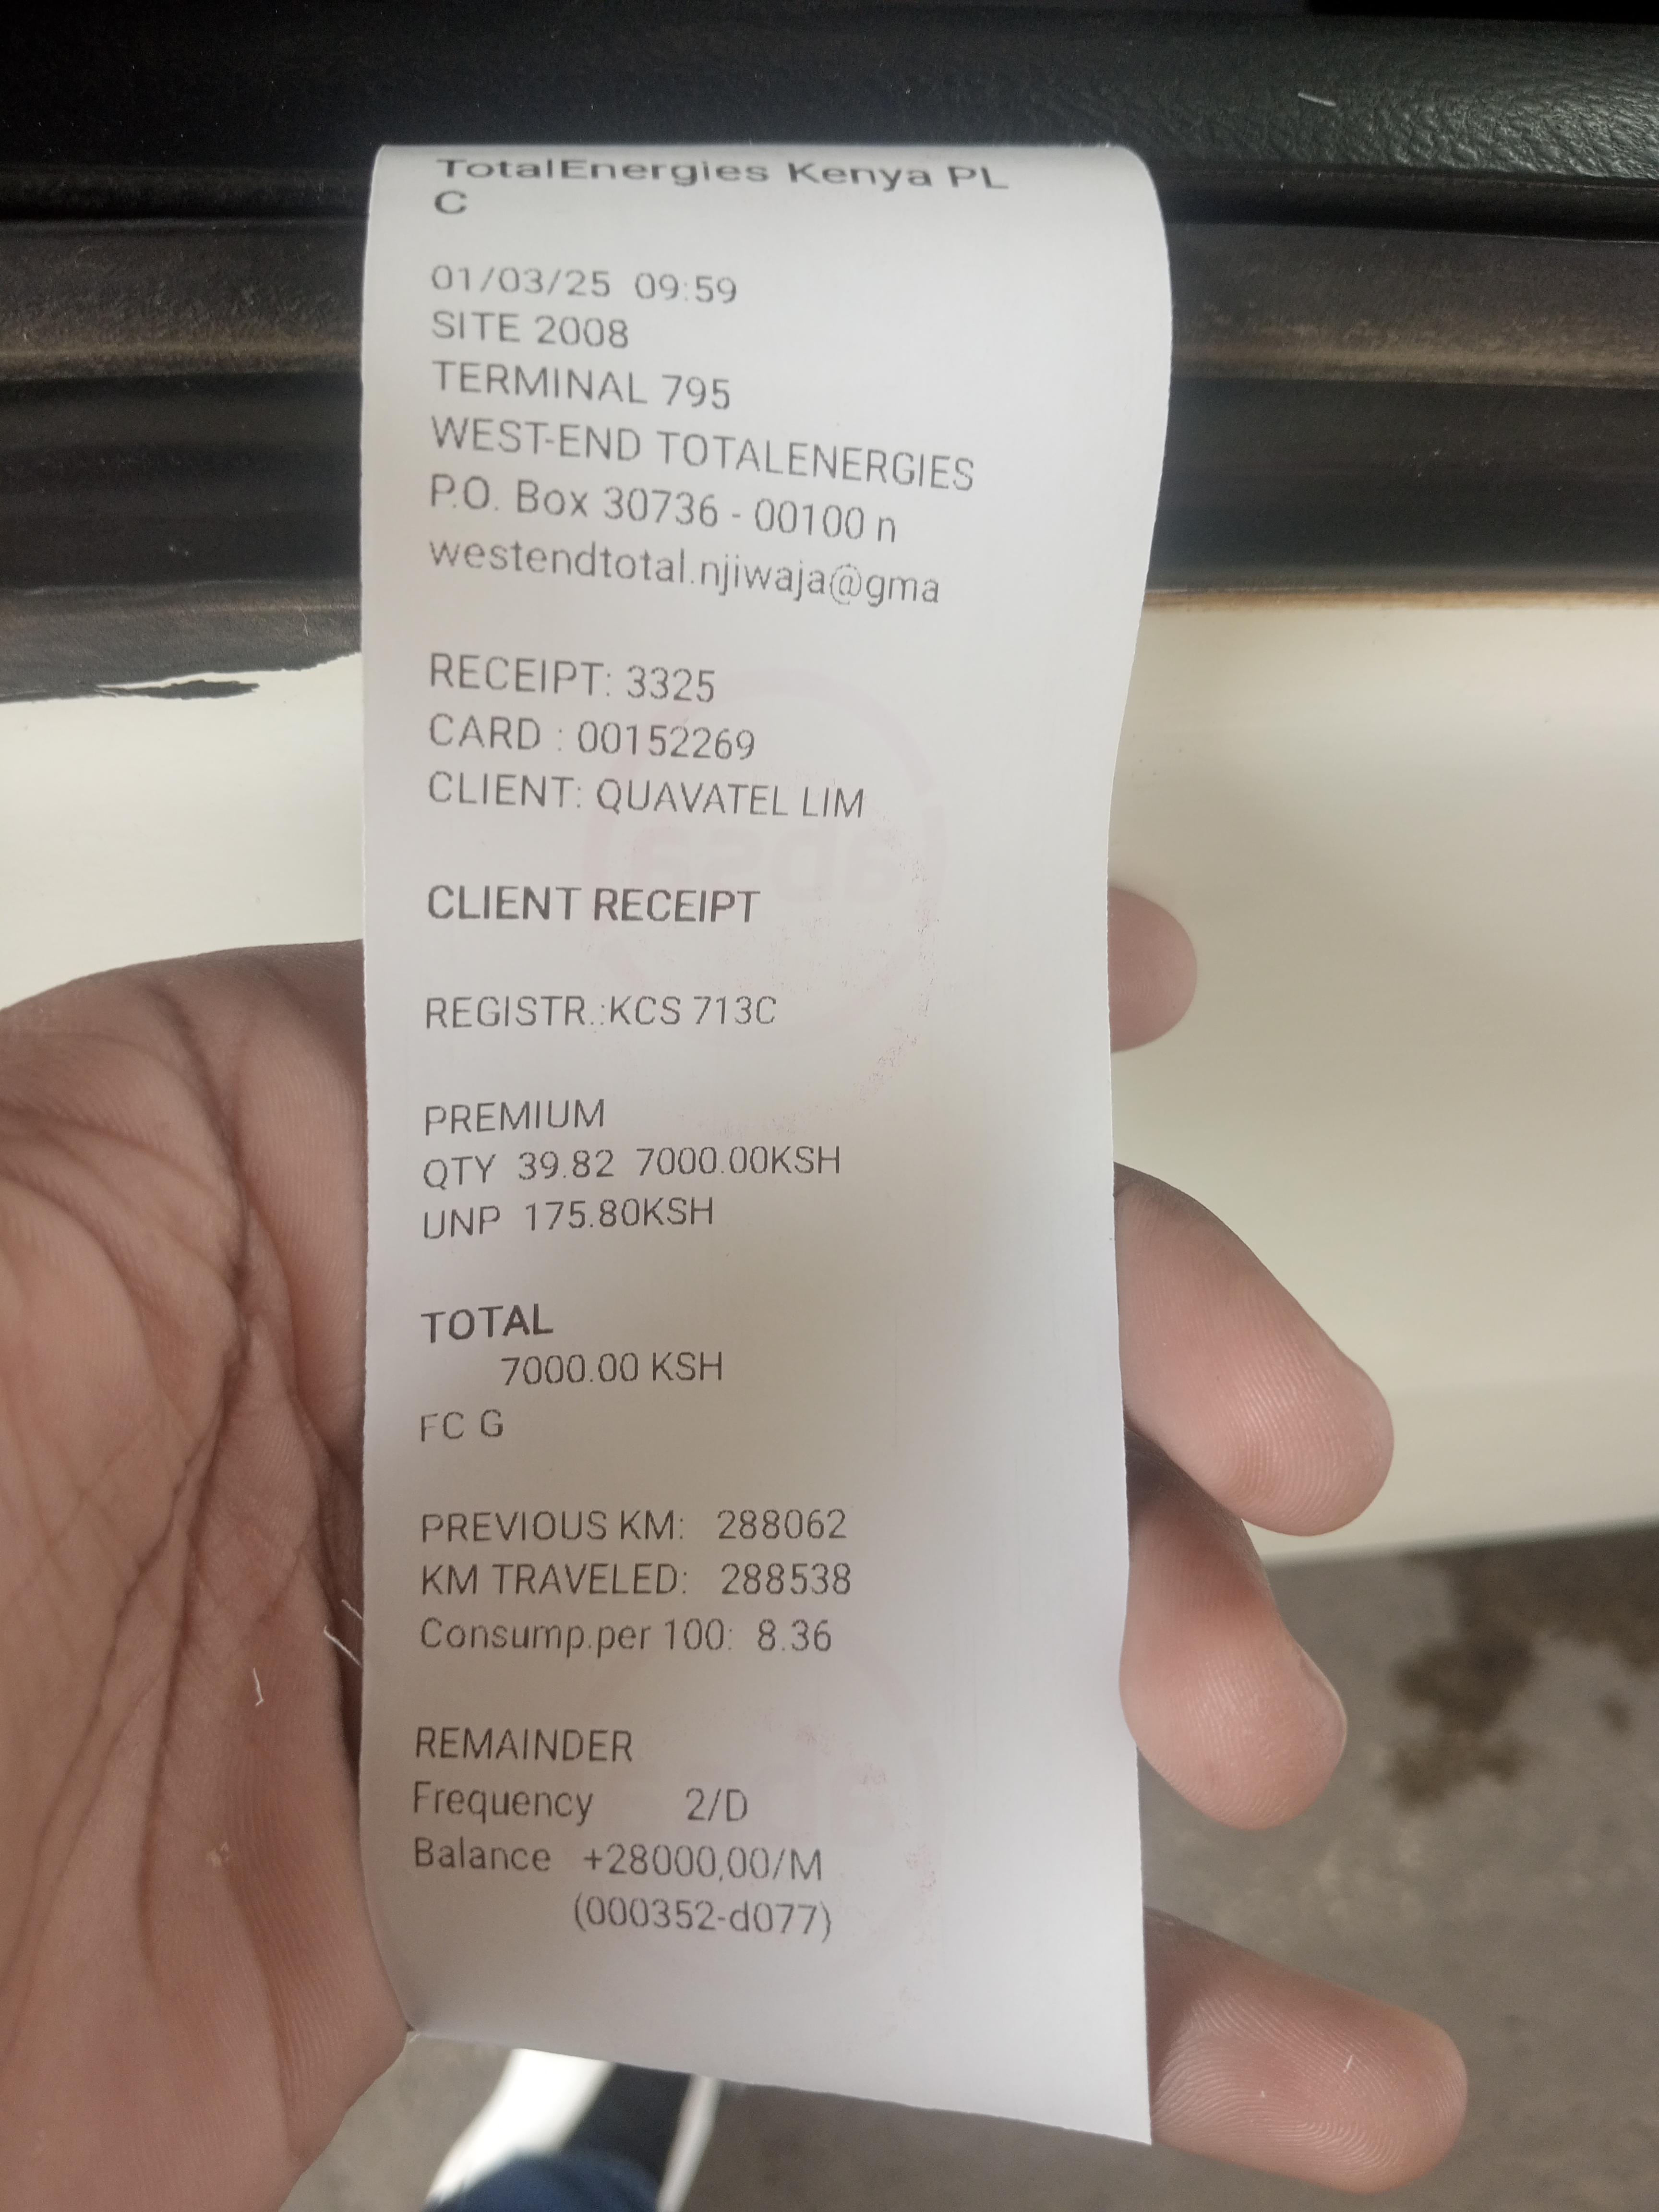 TotalEnergies Kenya PL
C
01/03/25 09:59
SITE 2008
TERMINAL 795
WEST-END TOTALENERGIES
P.O. Box 30736 - 00100 n
westendtotal.njiwaja@gma
RECEIPT: 3325
CARD : 00152269
CLIENT: QUAVATEL LIM
CLIENT RECEIPT
REGISTR.:KCS 713C
PREMIUM
QTY 39.82 7000.00KSH
UNP 175.80KSH
TOTAL
7000.00 KSH
FC G
PREVIOUS KM: 288062
KM TRAVELED: 288538
Consump.per 100: 8.36
REMAINDER
Frequency 2/D
Balance +28000,00/M
(000352-d077)